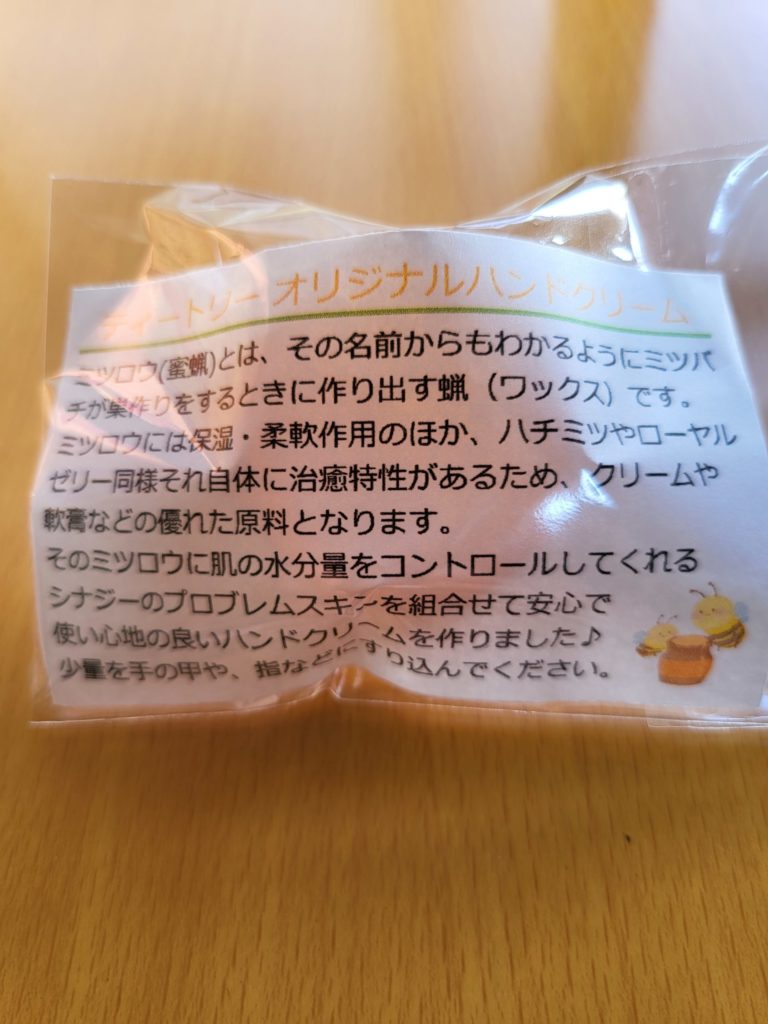 ティートリー オリジナルハンドクリーム
ミツロウ(蜜蝋)とは、その名前からもわかるようにミツバ
チが巣作りをするときに作り出す蝋（ワックス）です。
ミツロウには保湿・柔軟作用のほか、ハチミツやローヤル
ゼリー同様それ自体に治癒特性があるため、クリームや
軟膏などの優れた原料となります。
そのミツロウに肌の水分量をコントロールしてくれる
シナジーのプロブレムスキンを組合せて安心で
使い心地の良いハンドクリームを作りました♪
少量を手の甲や、指などにすり込んでください。